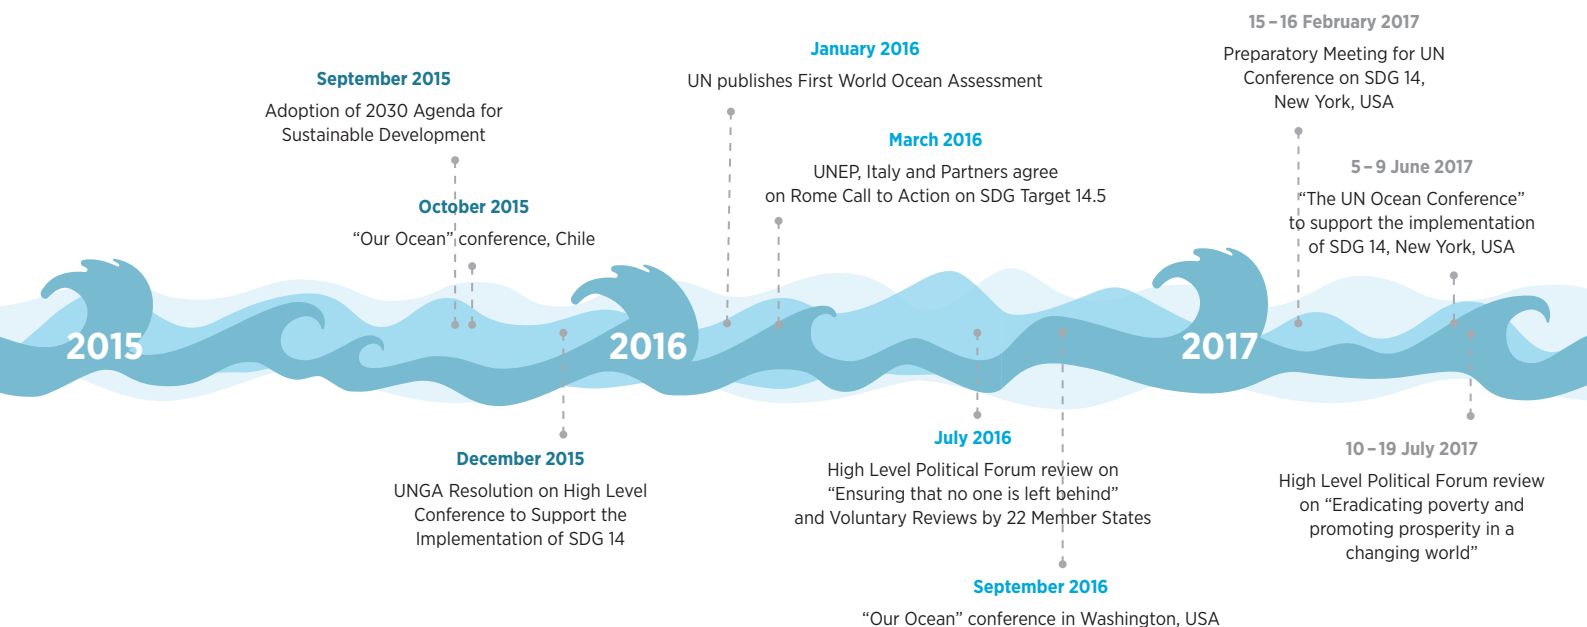 September 2015
Adoption of 2030 Agenda for
Sustainable Development
October 2015
“Our Ocean” conference, Chile
January 2016
UN publishes First World Ocean Assessment
March 2016
UNEP, Italy and Partners agree
on Rome Call to Action on SDG Target 14.5
15 – 16 February 2017
Preparatory Meeting for UN
Conference on SDG 14,
New York, USA
5 – 9 June 2017
“The UN Ocean Conference”
to support the implementation
of SDG 14, New York, USA
2015
2016
2017
December 2015
UNGA Resolution on High Level
Conference to Support the
Implementation of SDG 14
July 2016
High Level Political Forum review on
“Ensuring that no one is left behind”
and Voluntary Reviews by 22 Member States
September 2016
“Our Ocean” conference in Washington, USA
10 – 19 July 2017
High Level Political Forum review
on “Eradicating poverty and
promoting prosperity in a
changing world”